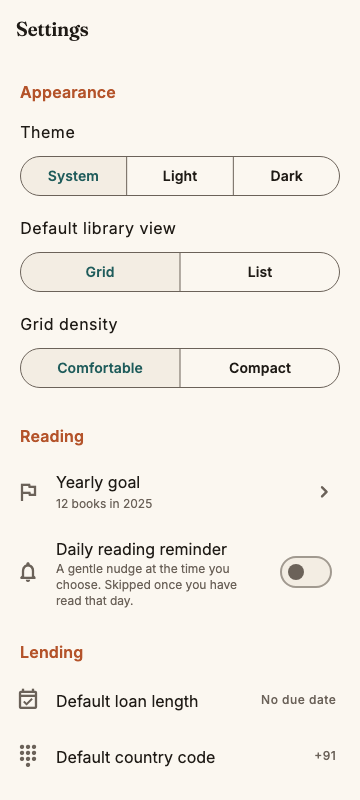 Settings
Appearance
Theme
System Light Dark
Default library view
Grid List
Grid density
Comfortable Compact
Reading
Yearly goal
12 books in 2025
Daily reading reminder
A gentle nudge at the time you
choose. Skipped once you have
read that day.
Lending
Default loan length No due date
Default country code +91